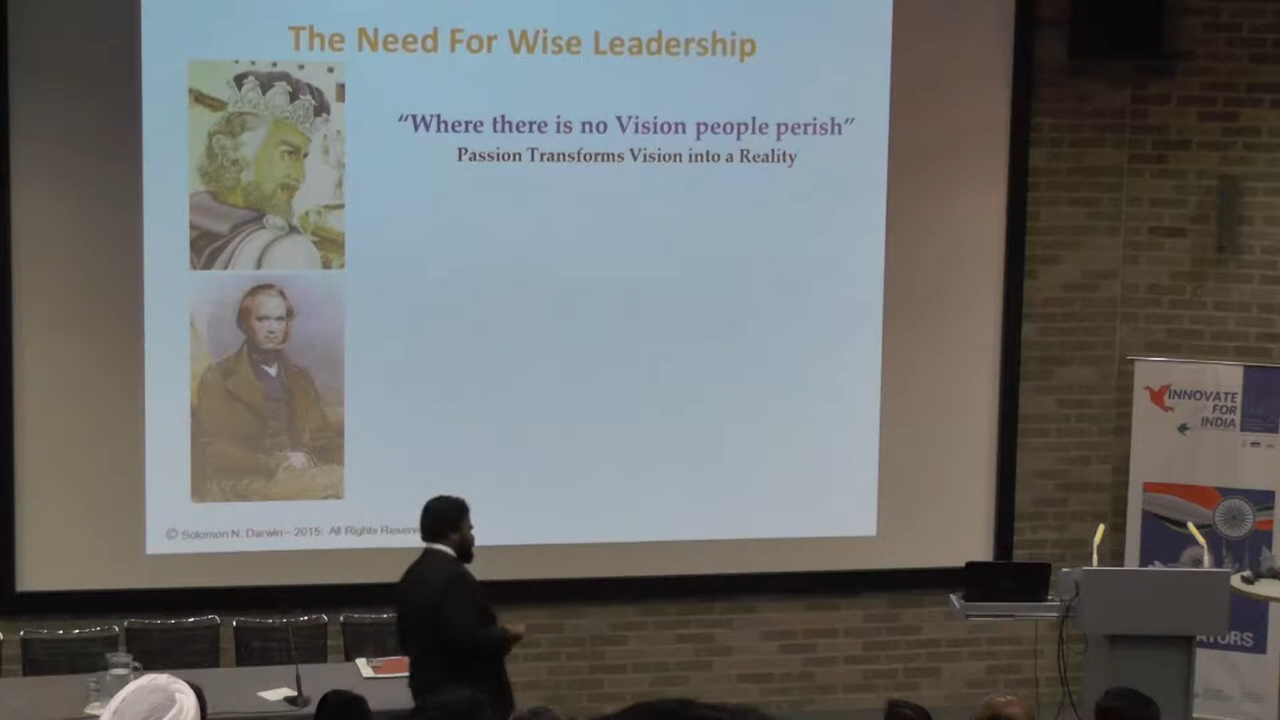 The Need For Wise Leadership
“Where there is no Vision people perish”
Passion Transforms Vision into a Reality
© Solomon N. Darwin – 2015: All Rights Reserv
INNOVATE
FOR
INDIA
ATORS